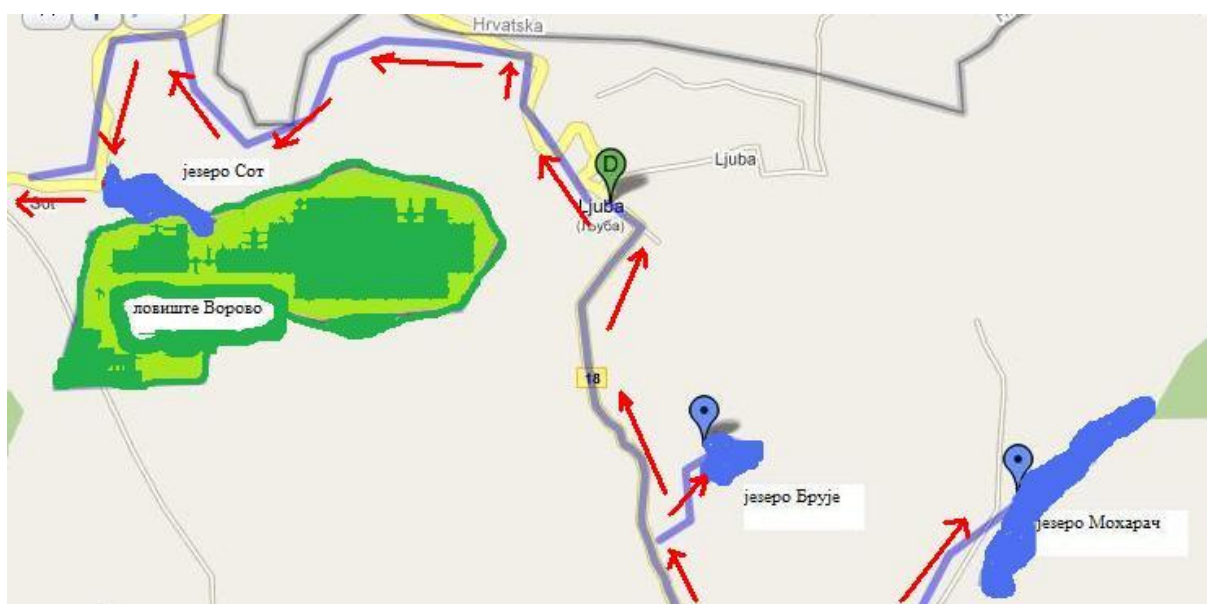 Hrvatska
језеро Сот
D
Ljuba
Sot
Ljuba
(Љуба)
ловиште Ворово
18
језеро Брује
језеро Мохарач